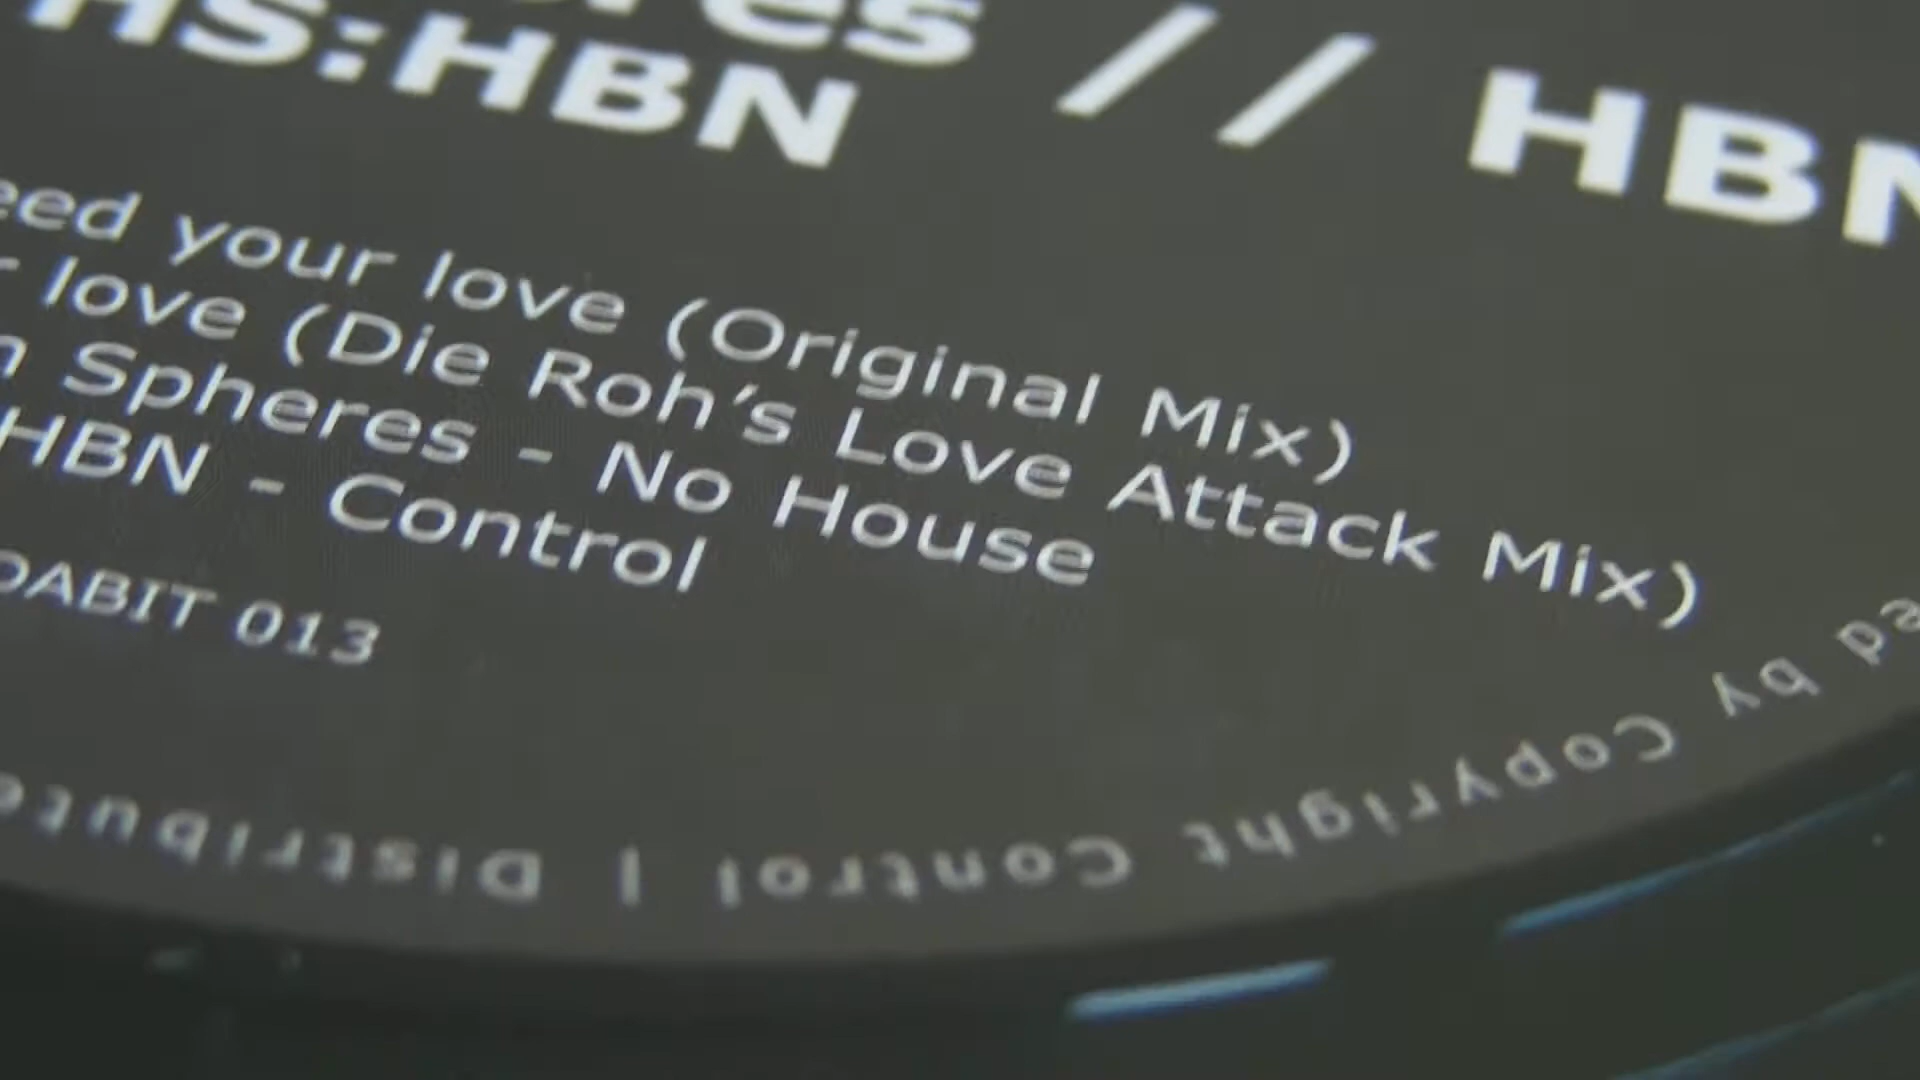 // HBN
HS:HBN
eed your love (Original Mix)
love (Die Roh's Love Attack Mix)
Spheres - No House
HBN - Control
DABIT 013
Distribute | Control Copyright by ed